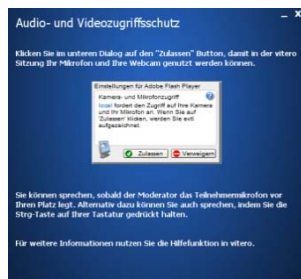 Audio- und Videozugriffsschutz
Klicken Sie im unteren Dialog auf den "Zulassen" Button, damit in der vitero
Sitzung Ihr Mikrofon und Ihre Webcam genutzt werden können.
Einstellungen für Adobe Flash Player
Kamera- und Mikrofonzugriff
local fordert den Zugriff auf Ihre Kamera
und Ihr Mikrofon an. Wenn Sie auf
'Zulassen' klicken, werden Sie evtl.
aufgezeichnet.
Zulassen
Verweigern
Sie können sprechen, sobald der Moderator das Teilnehmermikrofon vor
Ihren Platz legt. Alternativ dazu können Sie auch sprechen, indem Sie die
Strg-Taste auf Ihrer Tastatur gedrückt halten.
Für weitere Informationen nutzen Sie die Hilfefunktion in vitero.